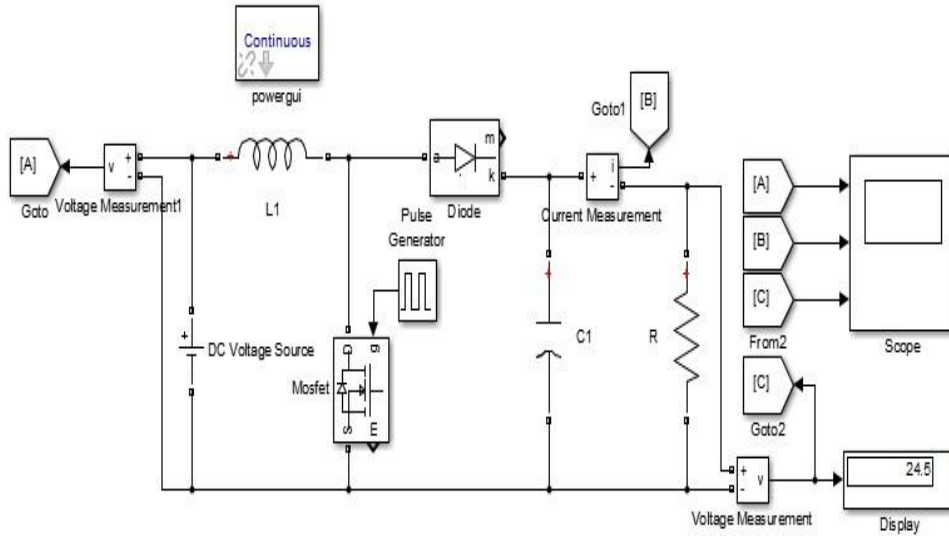 Continuous
powergui
[A]
Goto
v
+
-
Voltage Measurement1
+
L1
+
DC Voltage Source
Pulse
Generator
Mosfet
D
g
S
m
a
m
k
Diode
+
C1
+
-
i
Current Measurement
Goto1
[B]
+
R
[A]
[B]
[C]
From2
Scope
[C]
Goto2
+
-
v
Voltage Measurement
24.5
Display